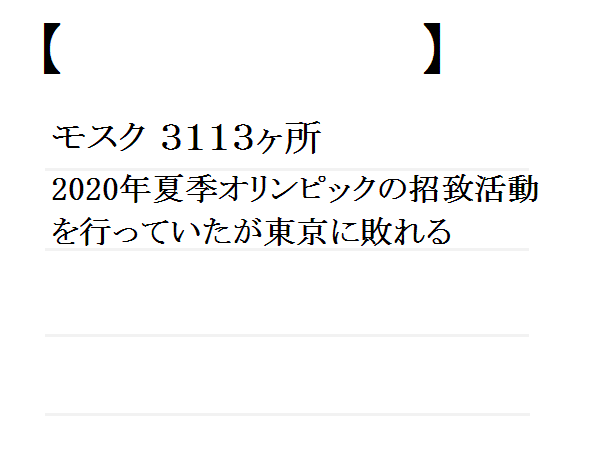 【　　　　　　　　　】
モスク 3113ヶ所
2020年夏季オリンピックの招致活動
を行っていたが東京に敗れる